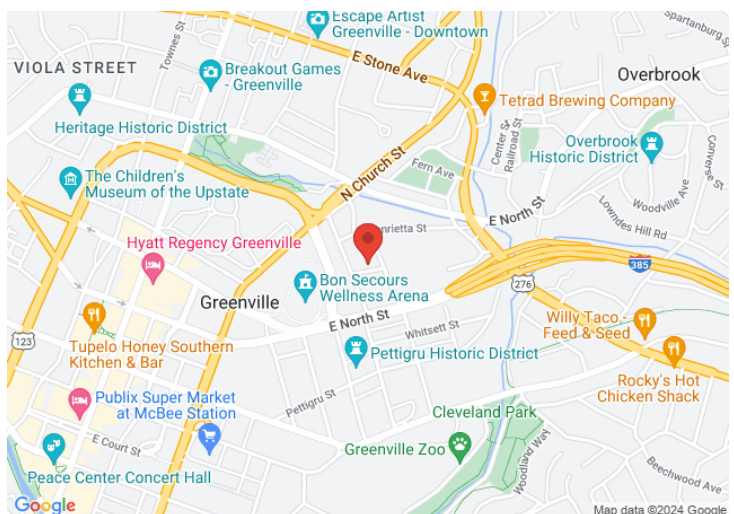 Escape Artist
Greenville - Downtown
Spartanburg St
Townes St
E Stone Ave
VIOLA STREET
Breakout Games -
Greenville
Overbrook
Tetrad Brewing Company
Heritage Historic District
Center St
Railroad St
Overbrook
Historic District
Converse St
The Children's
Museum of the Upstate
N Church St
Fern Ave
Woodville Ave
E North St
Lowndes Hill Rd
Hyatt Regency Greenville
enrietta St
385
276
Bon Secours
Wellness Arena
Greenville
E North St
Willy Taco -
Feed & Seed
123
Tupelo Honey Southern
Kitchen & Bar
Whitsett St
Pettigru Historic District
Rocky's Hot
Chicken Shack
Publix Super Market
at McBee Station
Pettigru St
Cleveland Park
E Court St
Greenville Zoo
Woodland Way
Beechwood Ave
Peace Center Concert Hall
Google
Map data ©2024 Google